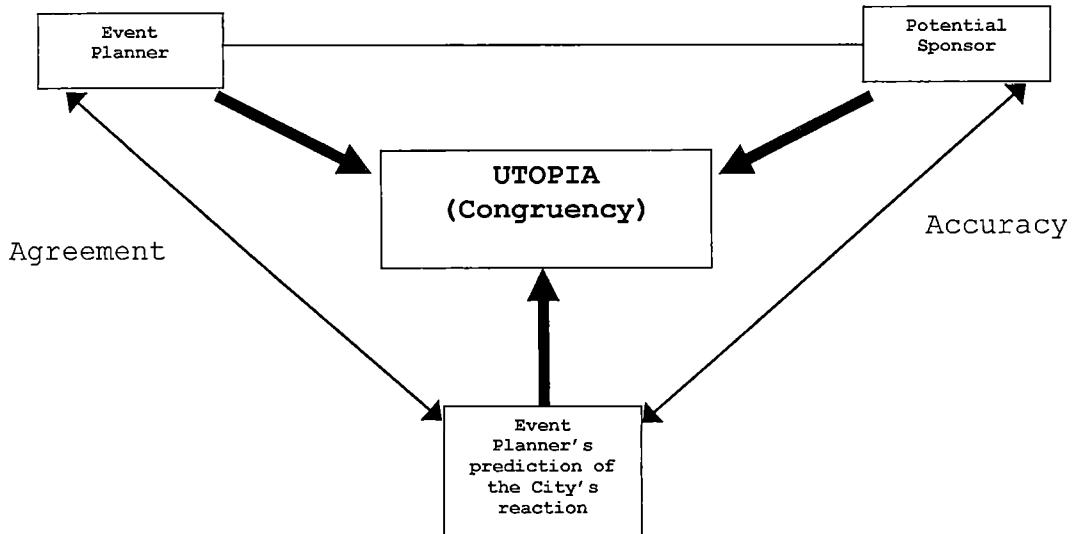 Event
Planner
Potential
Sponsor
UTOPIA
(Congruency)
Agreement
Accuracy
Event
Planner's
prediction of
the City's
reaction